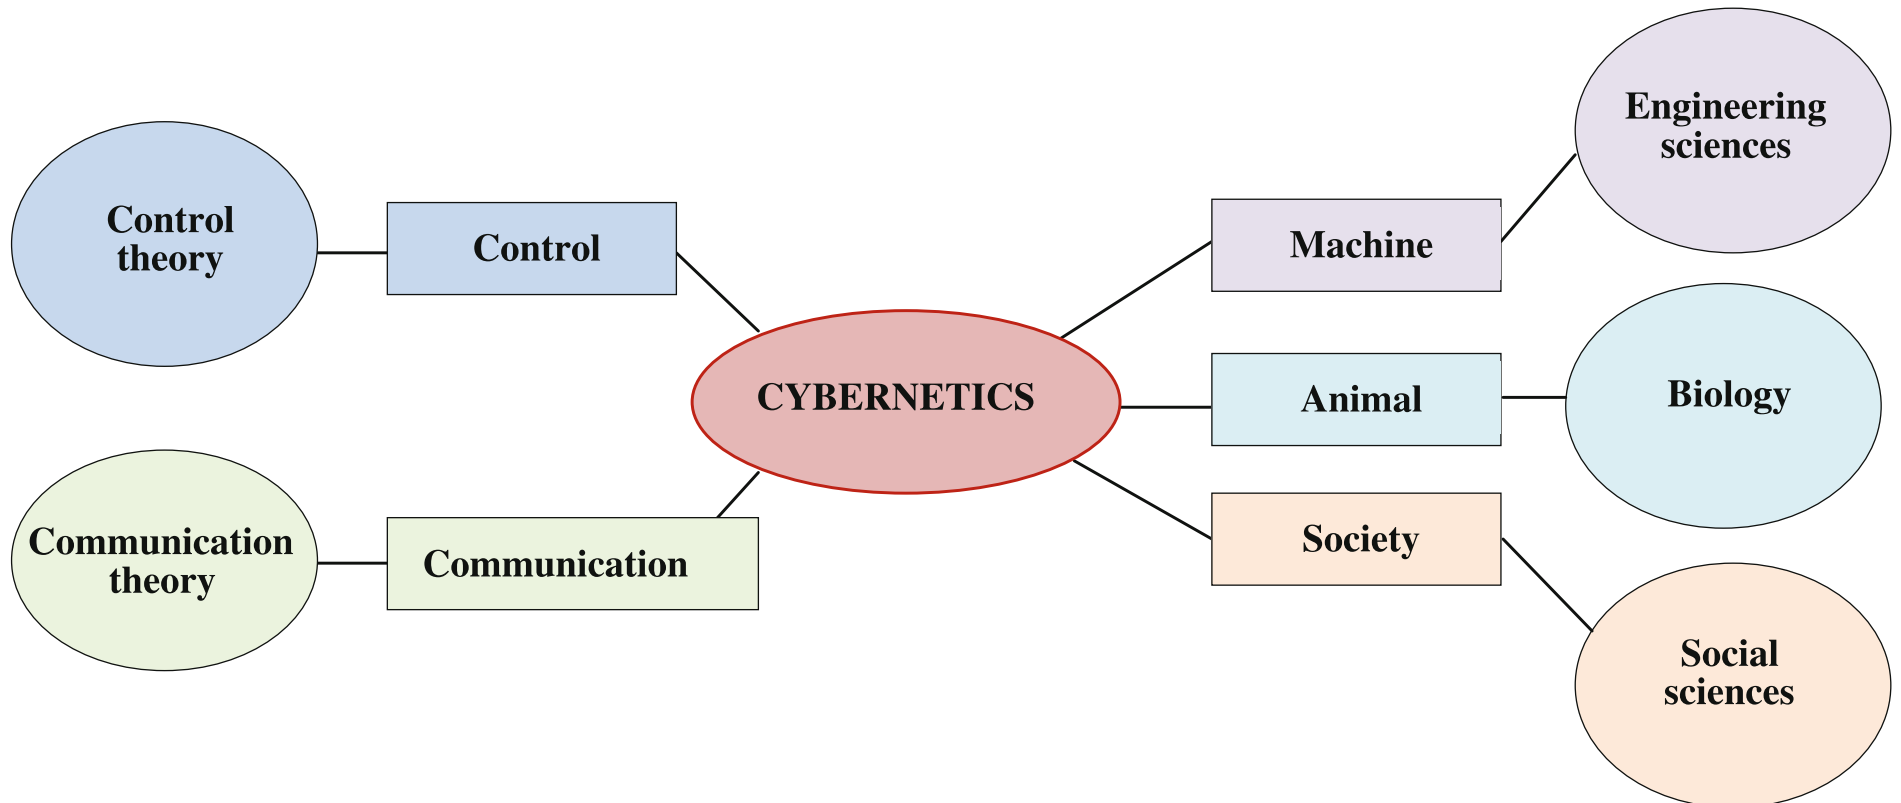 Control
theory
Control
Communication
theory
Communication
CYBERNETICS
Machine
Engineering
sciences
Animal
Biology
Society
Social
sciences